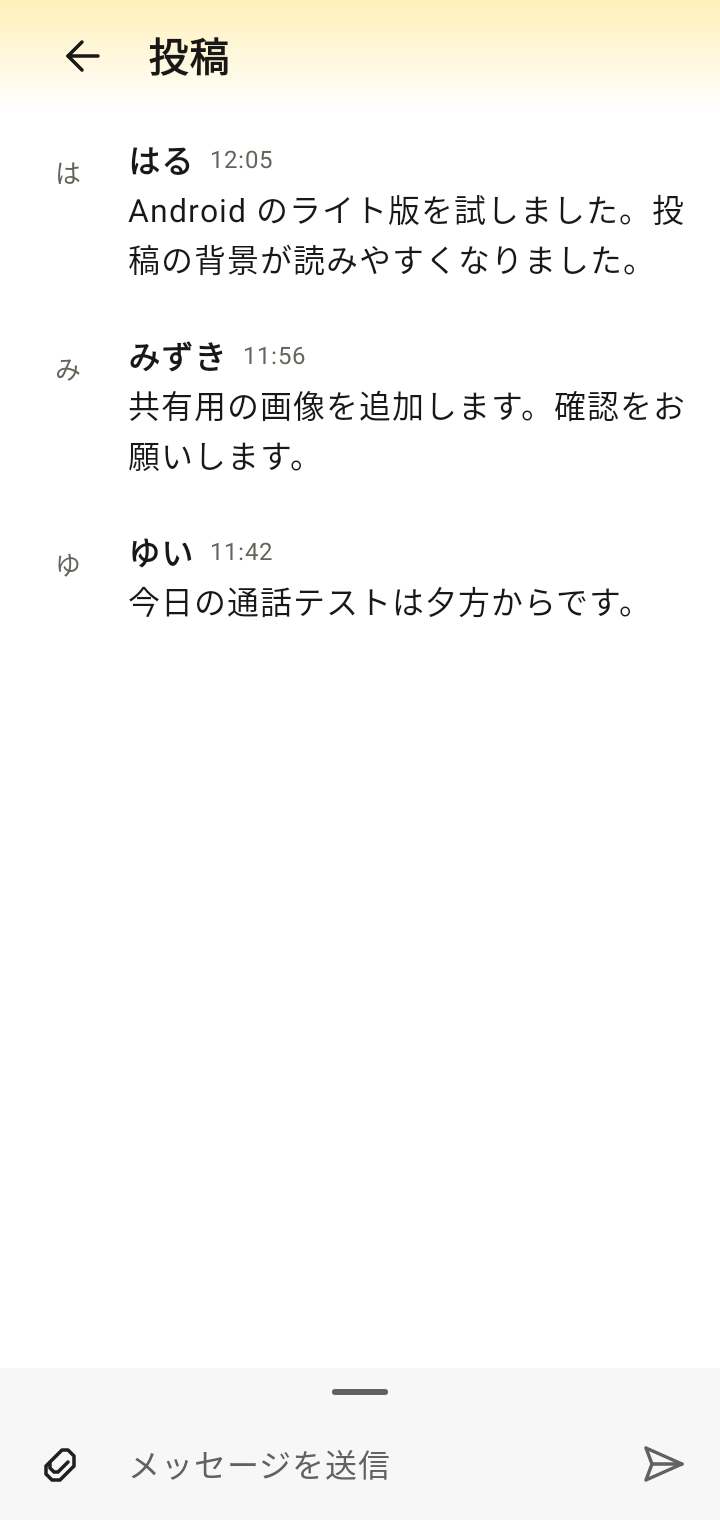 投稿
は
はる 12:05
Android のライト版を試しました。投
稿の背景が読みやすくなりました。
み
みずき 11:56
共有用の画像を追加します。確認をお
願いします。
ゆ
ゆい 11:42
今日の通話テストは夕方からです。
メッセージを送信